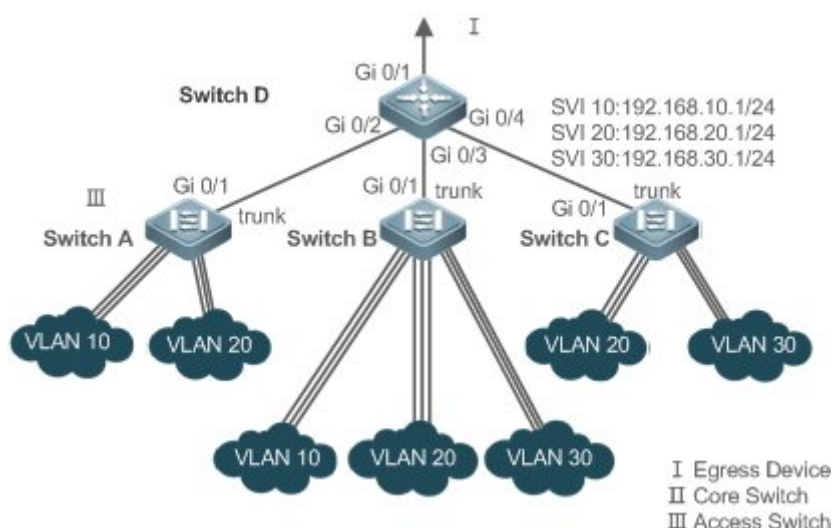 I
Gi 0/1
Switch D
Gi 0/2
Gi 0/4
SVI 10:192.168.10.1/24
SVI 20:192.168.20.1/24
SVI 30:192.168.30.1/24
Gi 0/3
III
Gi 0/1
trunk
Gi 0/1
trunk
trunk
Gi 0/1
Switch A
Switch B
Switch C
VLAN 10
VLAN 20
VLAN 20
VLAN 30
VLAN 10
VLAN 20
VLAN 30
I Egress Device
II Core Switch
III Access Switch